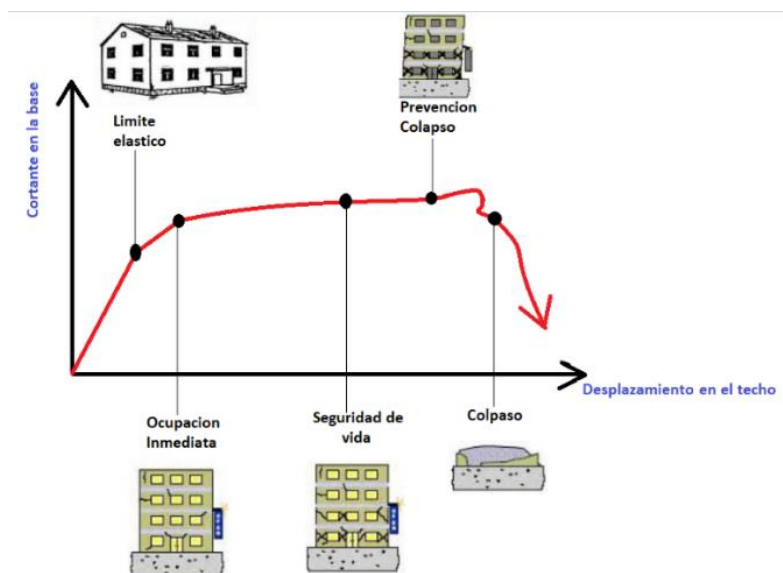 Prevencion
Colapso
Limite
elastico
Cortante en la base
Desplazamiento en el techo
Ocupacion
Inmediata
Seguridad de
vida
Colpaso